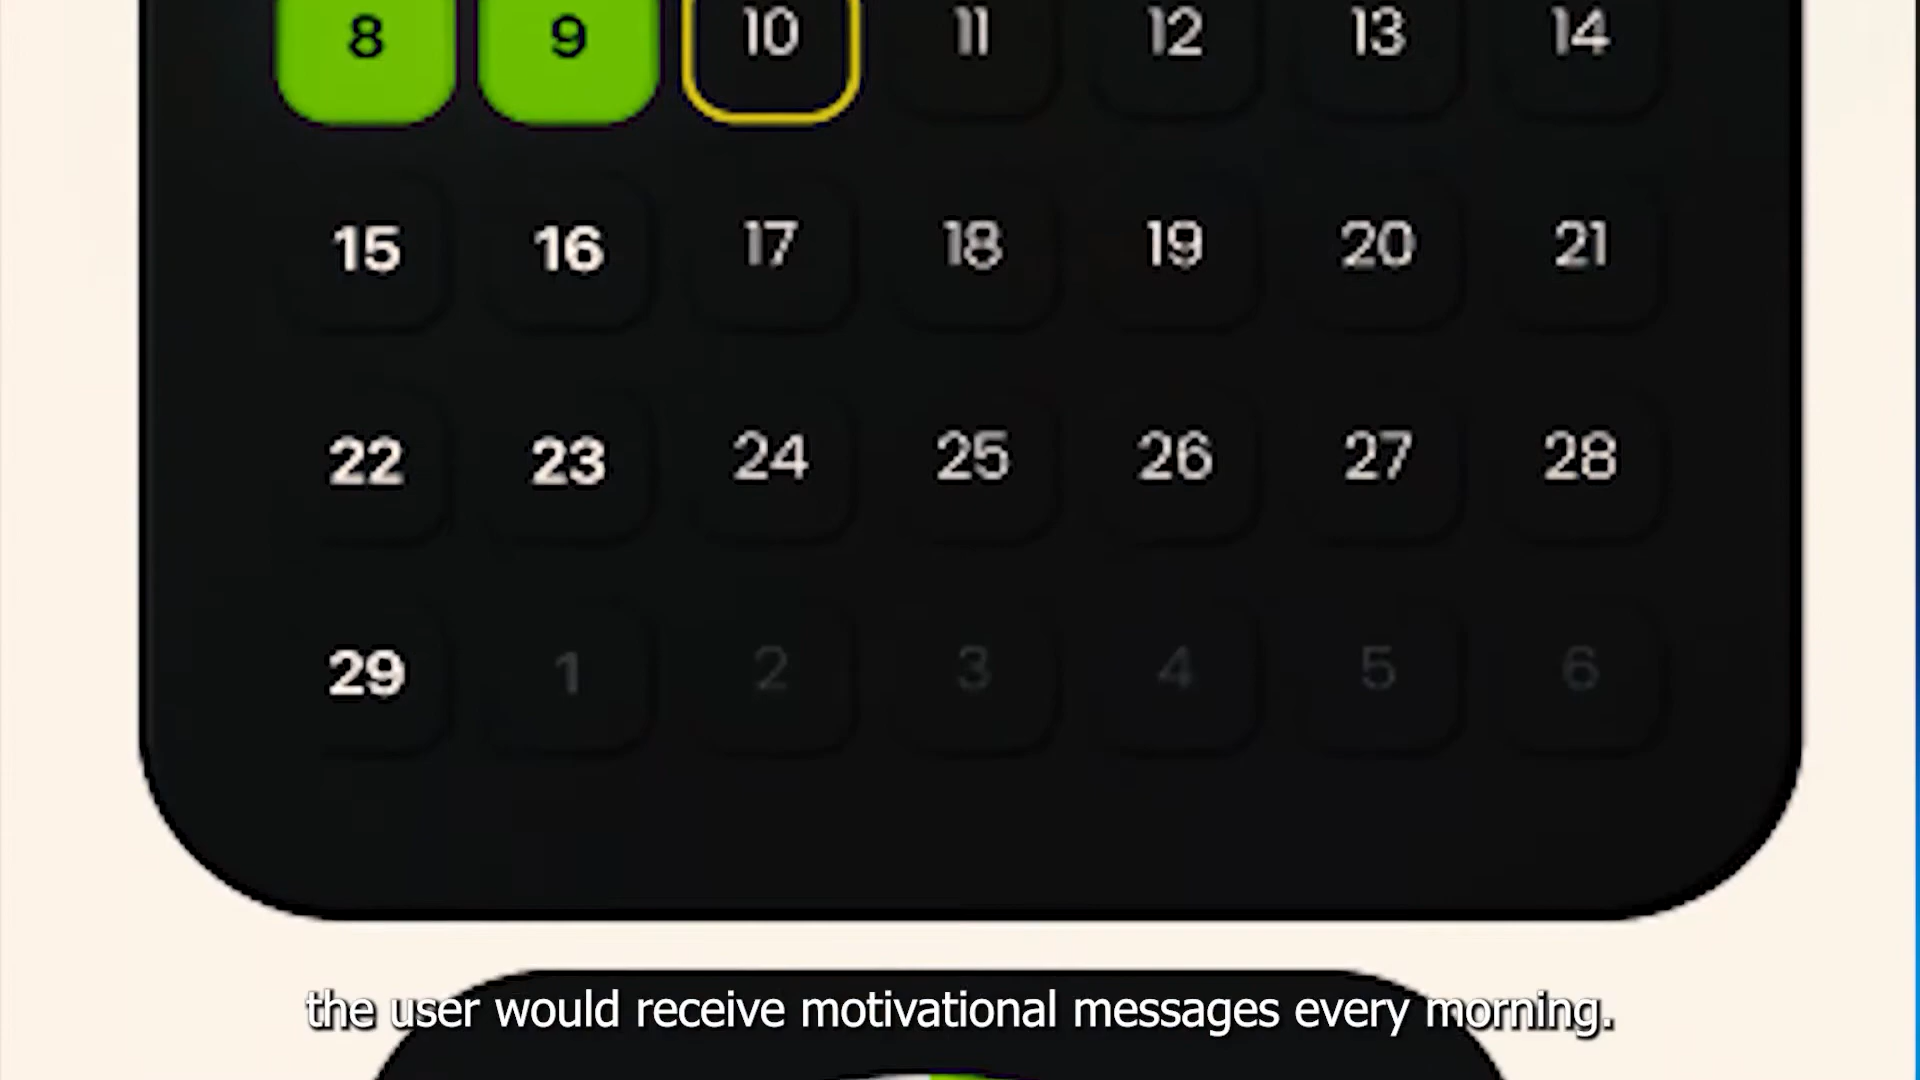 8 9 10 11 12 13 14
15 16 17 18 19 20 21
22 23 24 25 26 27 28
29 1 2 3 4 5 6
the user would receive motivational messages every morning.